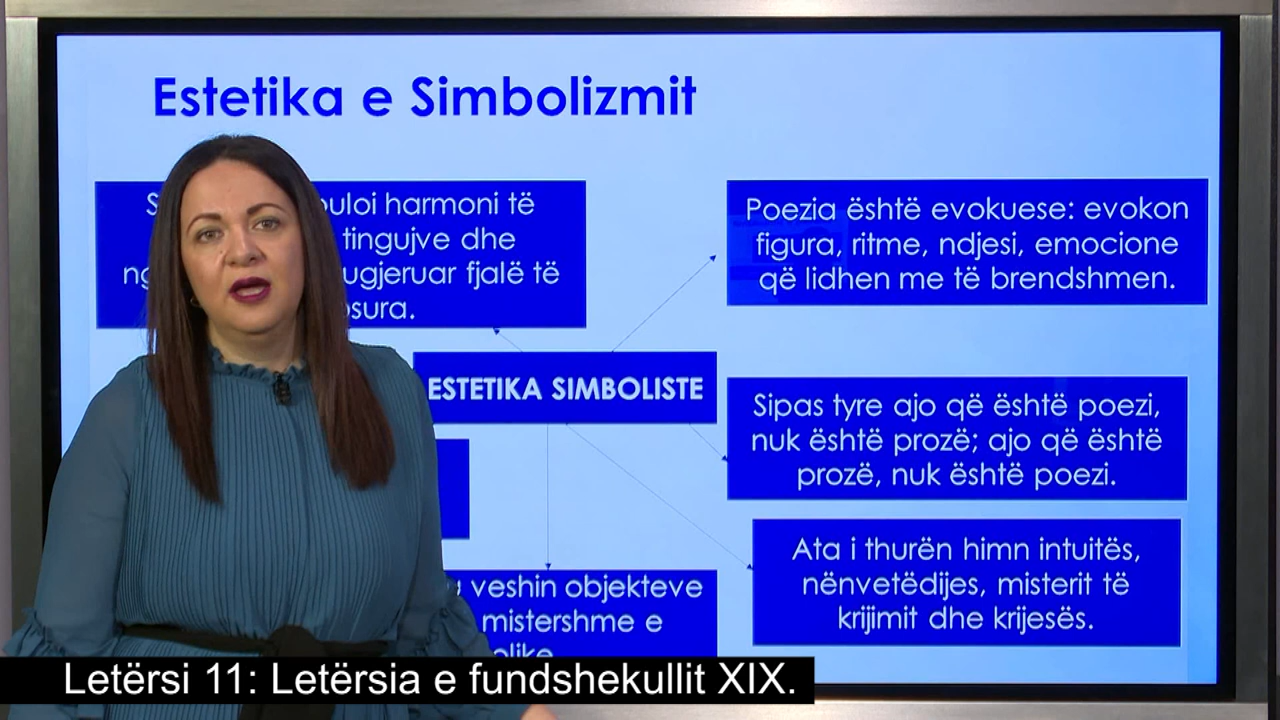 Estetika e Simbolizmit
harmoni të
tingujve dhe
fjalë të
Poezia është evokuese: evokon
figura, ritme, ndjesi, emocione
që lidhen me të brendshmen.
ESTETIKA SIMBOLISTE
Sipas tyre ajo që është poezi,
nuk është prozë; ajo që është
prozë, nuk është poezi.
Ata i thurën himn intuitës,
nënvetëdijes, misterit të
krijimit dhe krijesës.
veshin objekteve
mistershme e
Letërsi 11: Letërsia e fundshekullit XIX.